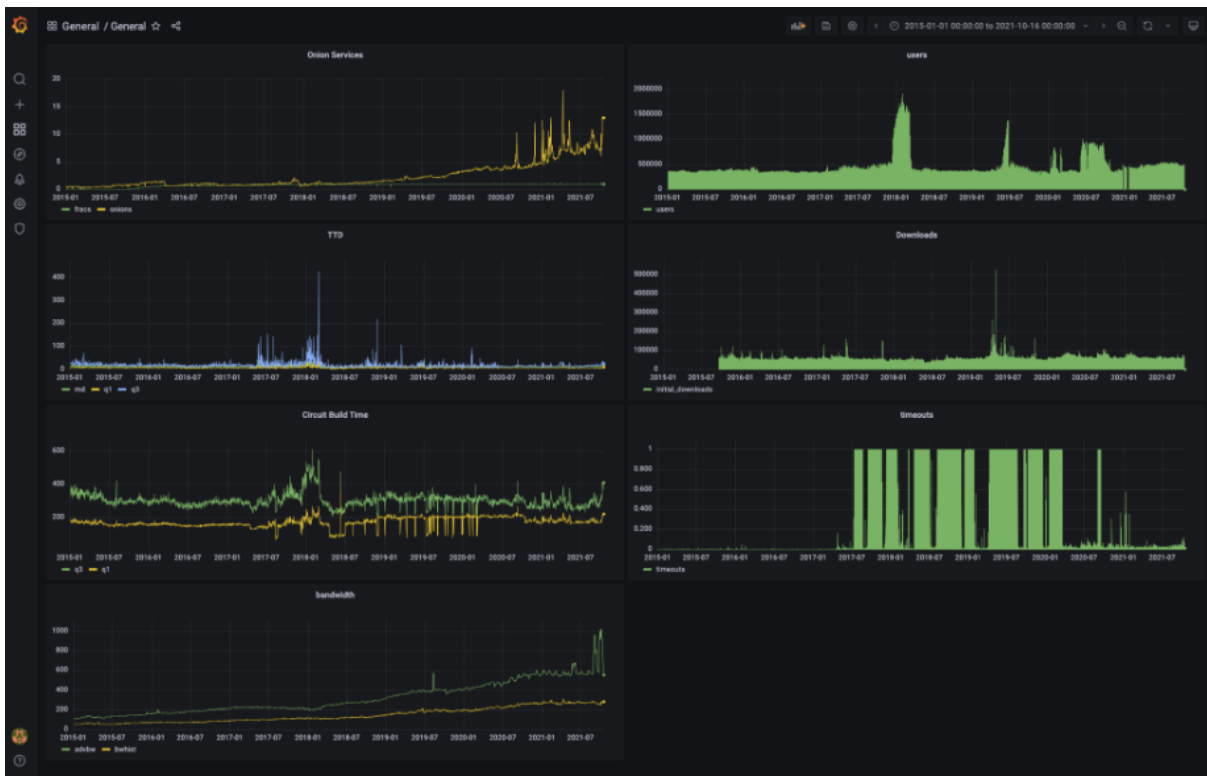 General / General
2015-01-01 00:00:00 to 2021-10-16 00:00:00
Onion Services
20
15
10
5
0
2015-01 2015-07 2016-01 2016-07 2017-01 2017-07 2018-01 2018-07 2019-01 2019-07 2020-01 2020-07 2021-01 2021-07
fracs onions
users
2000000
1500000
1000000
500000
0
2015-01 2015-07 2016-01 2016-07 2017-01 2017-07 2018-01 2018-07 2019-01 2019-07 2020-01 2020-07 2021-01 2021-07
users
TTD
400
300
200
100
0
2015-01 2015-07 2016-01 2016-07 2017-01 2017-07 2018-01 2018-07 2019-01 2019-07 2020-01 2020-07 2021-01 2021-07
md q1 q3
Downloads
500000
400000
300000
200000
100000
0
2015-01 2015-07 2016-01 2016-07 2017-01 2017-07 2018-01 2018-07 2019-01 2019-07 2020-01 2020-07 2021-01 2021-07
initial_downloads
Circuit Build Time
600
400
200
2015-01 2015-07 2016-01 2016-07 2017-01 2017-07 2018-01 2018-07 2019-01 2019-07 2020-01 2020-07 2021-01 2021-07
q3 q1
timeouts
1
0.800
0.600
0.400
0.200
0
2015-01 2015-07 2016-01 2016-07 2017-01 2017-07 2018-01 2018-07 2019-01 2019-07 2020-01 2020-07 2021-01 2021-07
timeouts
bandwidth
1000
800
600
400
200
0
2015-01 2015-07 2016-01 2016-07 2017-01 2017-07 2018-01 2018-07 2019-01 2019-07 2020-01 2020-07 2021-01 2021-07
advbw bwhist